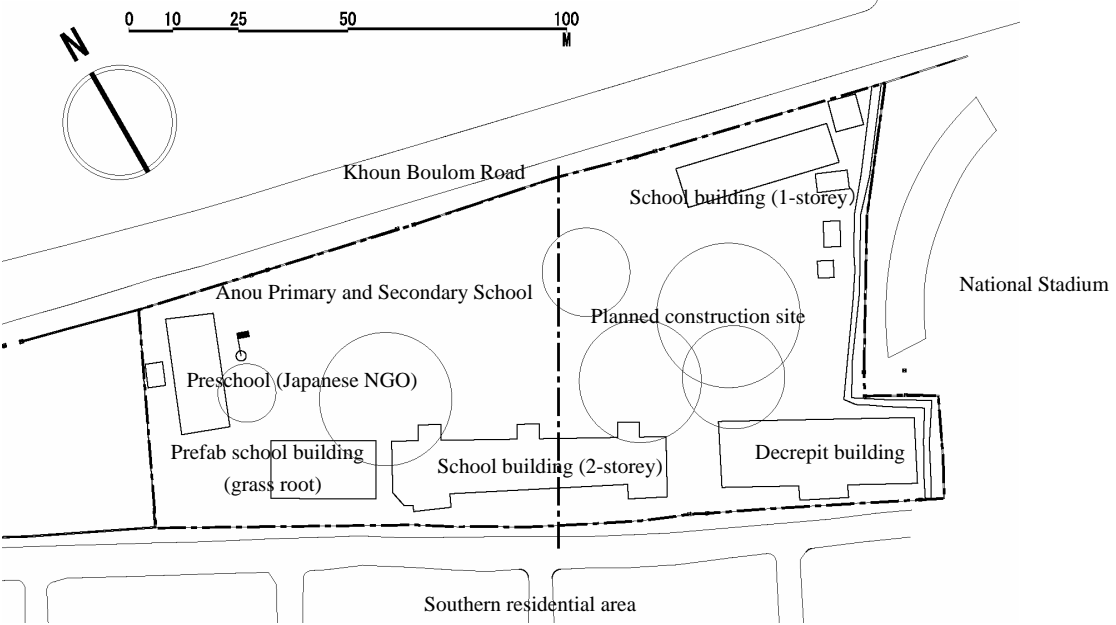 0 10 25 50 100
M
N
Khoun Boulom Road
School building (1-storey)
National Stadium
Anou Primary and Secondary School
Planned construction site
Preschool (Japanese NGO)
Prefab school building
(grass root)
School building (2-storey)
Decrepit building
Southern residential area